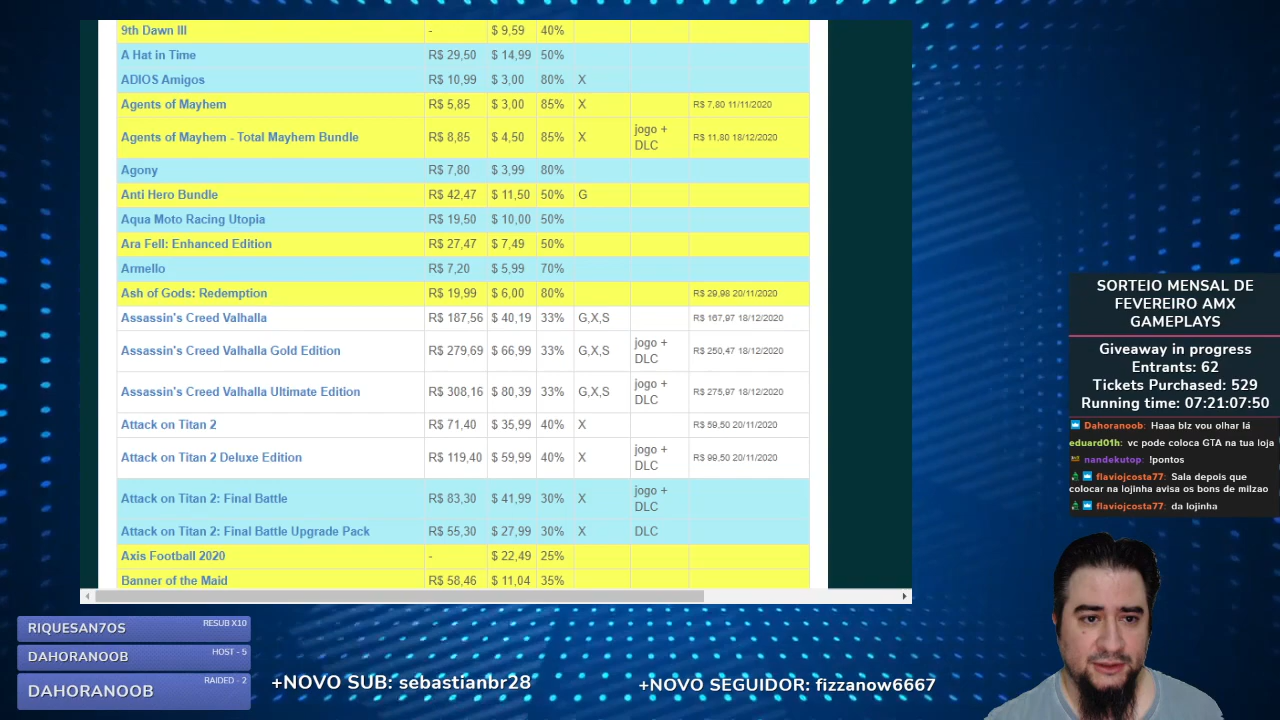 9th Dawn III - $ 9,59 40%
A Hat in Time R$ 29,50 $ 14,99 50%
ADIOS Amigos R$ 10,99 $ 3,00 80% X
Agents of Mayhem R$ 5,85 $ 3,00 85% X R$ 7,80 11/11/2020
Agents of Mayhem - Total Mayhem Bundle R$ 8,85 $ 4,50 85% X jogo + DLC R$ 11,80 18/12/2020
Agony R$ 7,80 $ 3,99 80%
Anti Hero Bundle R$ 42,47 $ 11,50 50% G
Aqua Moto Racing Utopia R$ 19,50 $ 10,00 50%
Ara Fell: Enhanced Edition R$ 27,47 $ 7,49 50%
Armello R$ 7,20 $ 5,99 70%
Ash of Gods: Redemption R$ 19,99 $ 6,00 80% R$ 29,98 20/11/2020
Assassin's Creed Valhalla R$ 187,56 $ 40,19 33% G,X,S R$ 167,97 18/12/2020
Assassin's Creed Valhalla Gold Edition R$ 279,69 $ 66,99 33% G,X,S jogo + DLC R$ 250,47 18/12/2020
Assassin's Creed Valhalla Ultimate Edition R$ 308,16 $ 80,39 33% G,X,S jogo + DLC R$ 275,97 18/12/2020
Attack on Titan 2 R$ 71,40 $ 35,99 40% X R$ 59,50 20/11/2020
Attack on Titan 2 Deluxe Edition R$ 119,40 $ 59,99 40% X jogo + DLC R$ 99,50 20/11/2020
Attack on Titan 2: Final Battle R$ 83,30 $ 41,99 30% X jogo + DLC
Attack on Titan 2: Final Battle Upgrade Pack R$ 55,30 $ 27,99 30% X DLC
Axis Football 2020 - $ 22,49 25%
Banner of the Maid R$ 58,46 $ 11,04 35%
SORTEIO MENSAL DE
FEVEREIRO AMX
GAMEPLAYS
Giveaway in progress
Entrants: 62
Tickets Purchased: 529
Running time: 07:21:07:50
Dahoranoob: Haaa blz vou olhar lá
eduard01h: vc pode coloca GTA na tua loja
nandekutop: !pontos
flaviojcosta77: Sala depois que
colocar na lojinha avisa os bons de milzao
flaviojcosta77: da lojinha
RIQUESAN7OS RESUB X10
DAHORANOOB HOST - 5
DAHORANOOB RAIDED - 2
+NOVO SUB: sebastianbr28
+NOVO SEGUIDOR: fizzanow6667